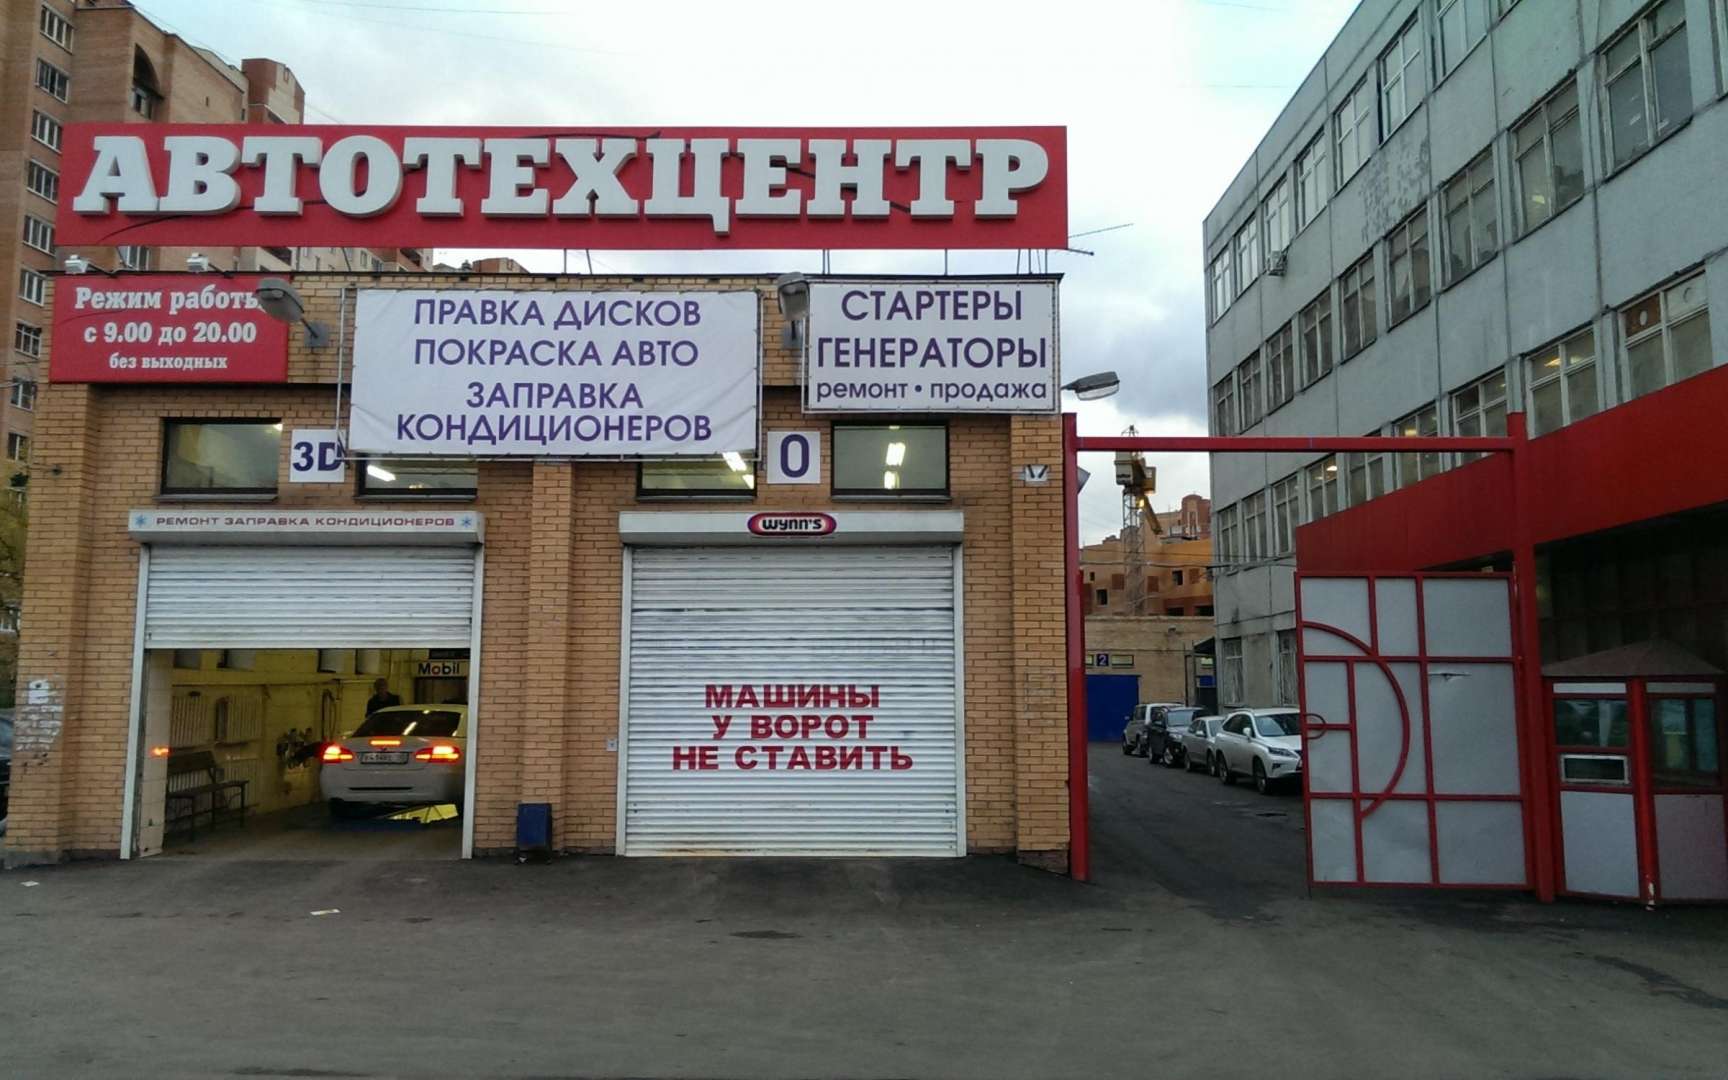 АВТОТЕХЦЕНТР
Режим работы
с 9.00 до 20.00
без выходных
ПРАВКА ДИСКОВ
ПОКРАСКА АВТО
ЗАПРАВКА
КОНДИЦИОНЕРОВ
СТАРТЕРЫ
ГЕНЕРАТОРЫ
ремонт • продажа
3D
О
РЕМОНТ ЗАПРАВКА КОНДИЦИОНЕРОВ
WYNN'S
МАШИНЫ
У ВОРОТ
НЕ СТАВИТЬ
Mobil
2